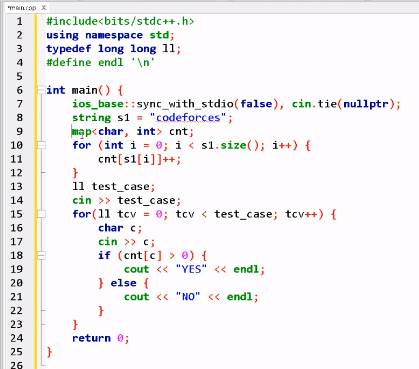 *main.cpp X
1 #include<bits/stdc++.h>
2 using namespace std;
3 typedef long long ll;
4 #define endl '\n'
5
6 int main() {
7 ios_base::sync_with_stdio(false), cin.tie(nullptr);
8 string s1 = "codeforces";
9 map<char, int> cnt;
10 for (int i = 0; i < s1.size(); i++) {
11 cnt[s1[i]]++;
12 }
13 ll test_case;
14 cin >> test_case;
15 for(ll tcv = 0; tcv < test_case; tcv++) {
16 char c;
17 cin >> c;
18 if (cnt[c] > 0) {
19 cout << "YES" << endl;
20 } else {
21 cout << "NO" << endl;
22 }
23 }
24 return 0;
25 }
26